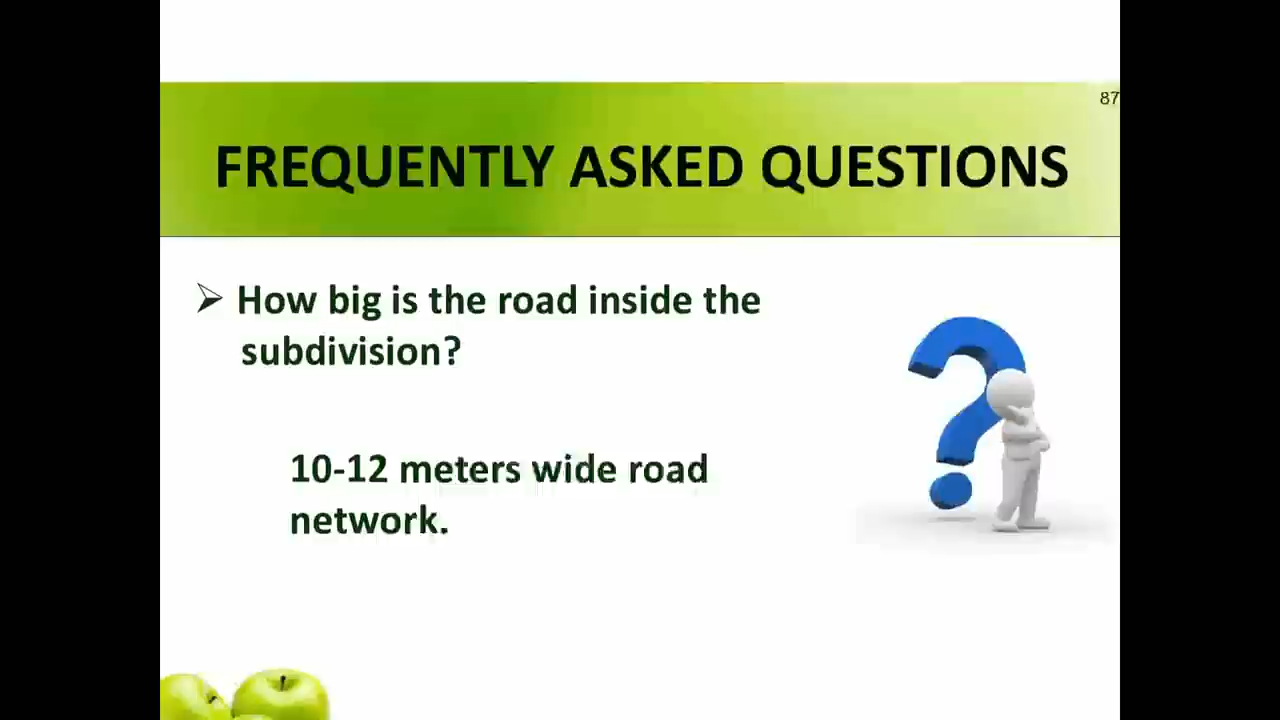 87
FREQUENTLY ASKED QUESTIONS
➢ How big is the road inside the
subdivision?
10-12 meters wide road
network.